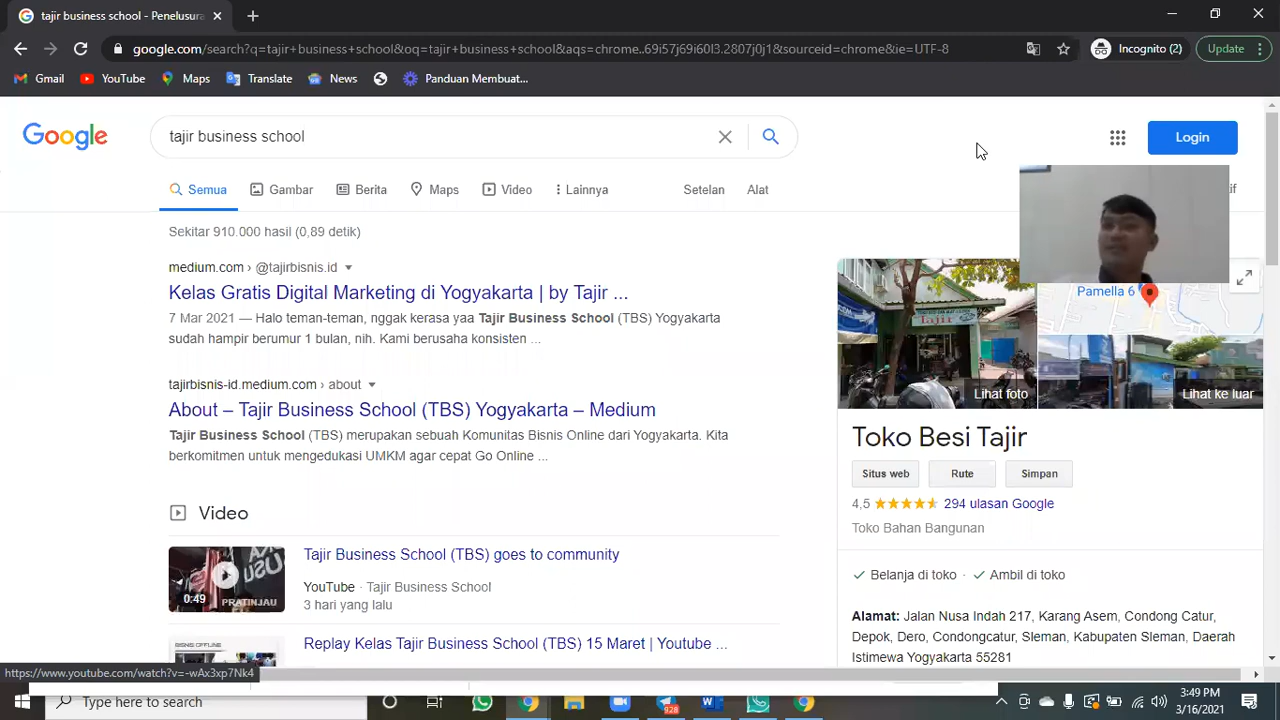 tajir business school - Penelusura
google.com/search?q=tajir+business+school&oq=tajir+business+school&aqs=chrome..69i57j69i60l3.2807j0j1&sourceid=chrome&ie=UTF-8
Incognito (2)
Update
Gmail
YouTube
Maps
Translate
News
Panduan Membuat...
Google
tajir business school
Login
Semua
Gambar
Berita
Maps
Video
Lainnya
Setelan
Alat
Sekitar 910.000 hasil (0,89 detik)
medium.com › @tajirbisnis.id
Kelas Gratis Digital Marketing di Yogyakarta | by Tajir ...
7 Mar 2021 — Halo teman-teman, nggak kerasa yaa Tajir Business School (TBS) Yogyakarta
sudah hampir berumur 1 bulan, nih. Kami berusaha konsisten ...
tajirbisnis-id.medium.com › about
About – Tajir Business School (TBS) Yogyakarta – Medium
Tajir Business School (TBS) merupakan sebuah Komunitas Bisnis Online dari Yogyakarta. Kita
berkomitmen untuk mengedukasi UMKM agar cepat Go Online ...
Video
Tajir Business School (TBS) goes to community
YouTube · Tajir Business School
3 hari yang lalu
0:49
PRATINJAU
Replay Kelas Tajir Business School (TBS) 15 Maret | Youtube ...
BISNIS OFFLINE
Tajir
Pamella 6
Lihat foto
Lihat ke luar
Toko Besi Tajir
Situs web
Rute
Simpan
4,5
294 ulasan Google
Toko Bahan Bangunan
Belanja di toko ·
Ambil di toko
Alamat: Jalan Nusa Indah 217, Karang Asem, Condong Catur,
Depok, Dero, Condongcatur, Sleman, Kabupaten Sleman, Daerah
Istimewa Yogyakarta 55281
https://www.youtube.com/watch?v=-wAx3xp7Nk4
Type here to search
928
3:49 PM
3/16/2021